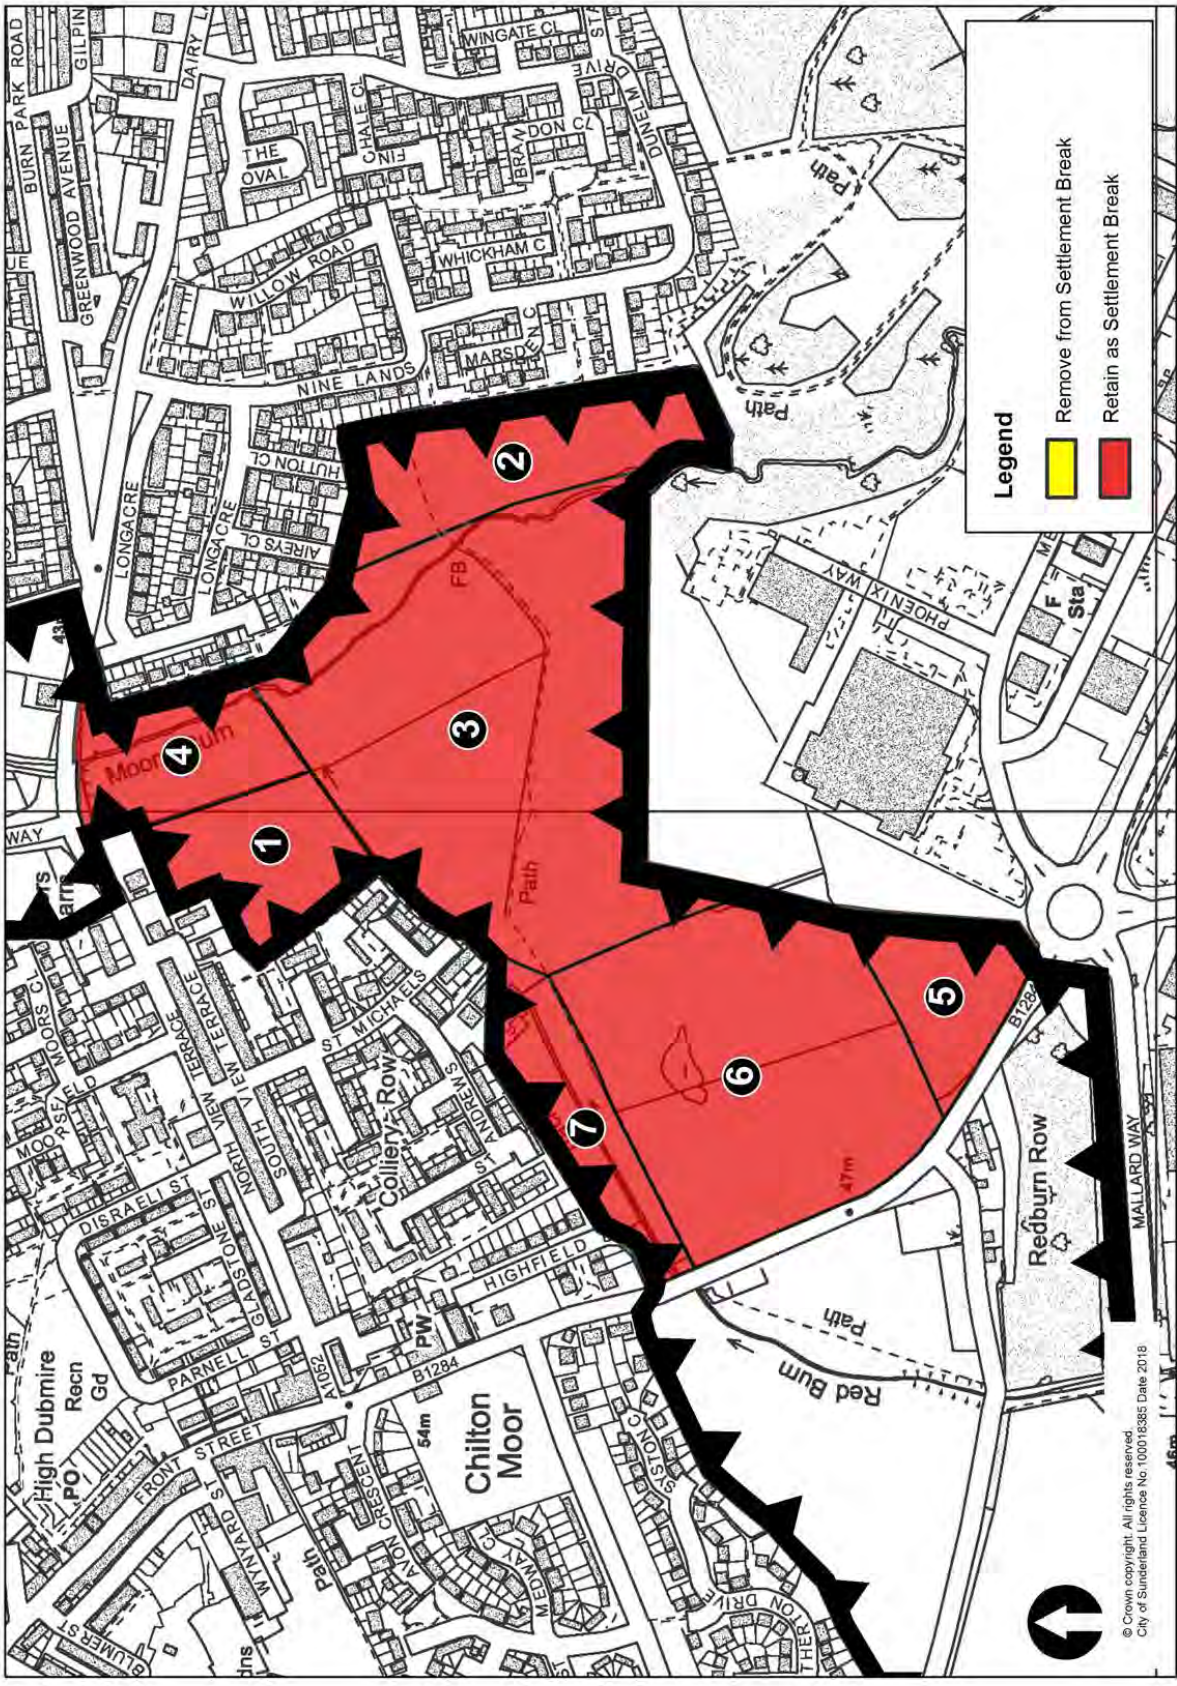 BURN PARK ROAD
GILPIN
GREENWOOD AVENUE
DAIRY LA
WINGATE CL
DRIVE
DUNELM
THE
OVAL
FINCHALE CL
BRAN
DON CL
WILLOW ROAD
WHICKHAM C
MARSDEN C
NINE LANDS
LONGACRE
LONGACRE
HUTTON CL
AIREYS CL
Path
Path
2
FB
4
3
1
Path
WAY
MOORS CL
MOORSFIELD
NORTH VIEW TERRACE
SOUTH VIEW TERRACE
ST MICHAELS
Colliery Row
ST ANDREWS
DISRAELI ST
GLADSTONE ST
PARNELL ST
HIGHFIELD
PW
A1052
B1284
High Dubmire
PO
Recn
Gd
Path
FRONT STREET
WYNYARD ST
BLUMER ST
Path
AVON CRESCENT
54m
Chilton
Moor
MEDWAY C
SYSTON C
DRIVE
7
6
5
47m
B1284
Red Burn
Path
Redburn Row
MALLARD WAY
PHOENIX WAY
F
Sta
46m
Legend
Remove from Settlement Break
Retain as Settlement Break
© Crown copyright. All rights reserved.
City of Sunderland Licence No.100018385 Date 2018